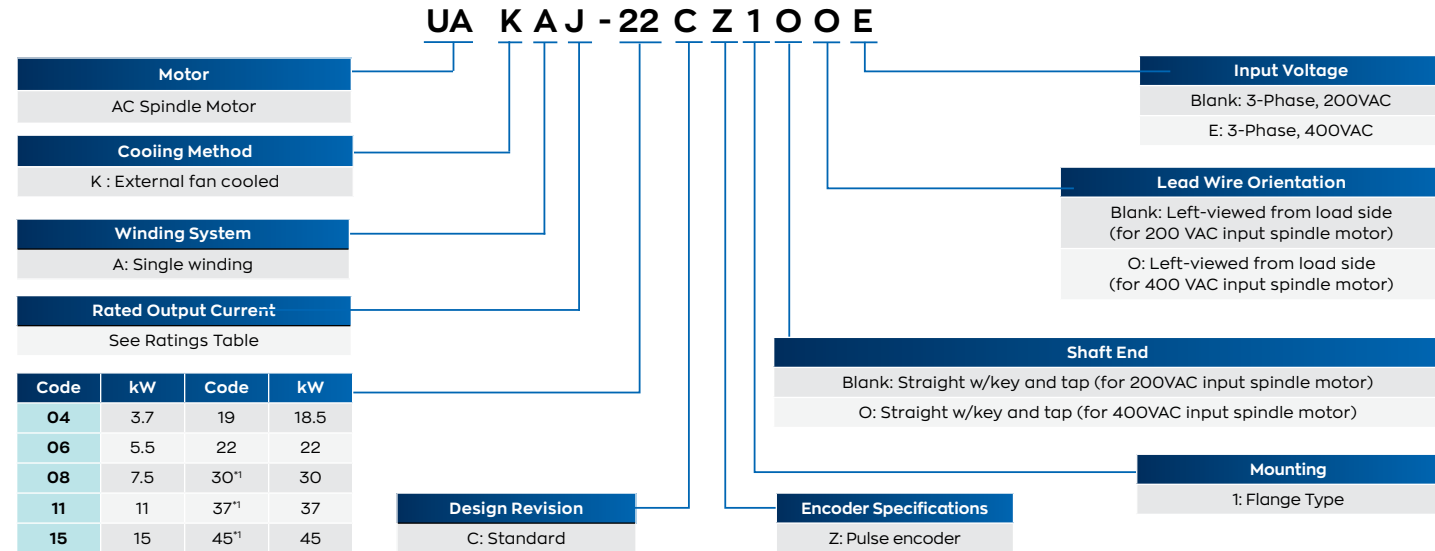 UA K A J - 22 C Z 1 O O E
Motor
AC Spindle Motor
Cooiing Method
K : External fan cooled
Winding System
A: Single winding
Rated Output Current
See Ratings Table
Code kW Code kW
04 3.7 19 18.5
06 5.5 22 22
08 7.5 30*1 30
11 11 37*1 37
15 15 45*1 45
Design Revision
C: Standard
Encoder Specifications
Z: Pulse encoder
Input Voltage
Blank: 3-Phase, 200VAC
E: 3-Phase, 400VAC
Lead Wire Orientation
Blank: Left-viewed from load side
(for 200 VAC input spindle motor)
O: Left-viewed from load side
(for 400 VAC input spindle motor)
Shaft End
Blank: Straight w/key and tap (for 200VAC input spindle motor)
O: Straight w/key and tap (for 400VAC input spindle motor)
Mounting
1: Flange Type